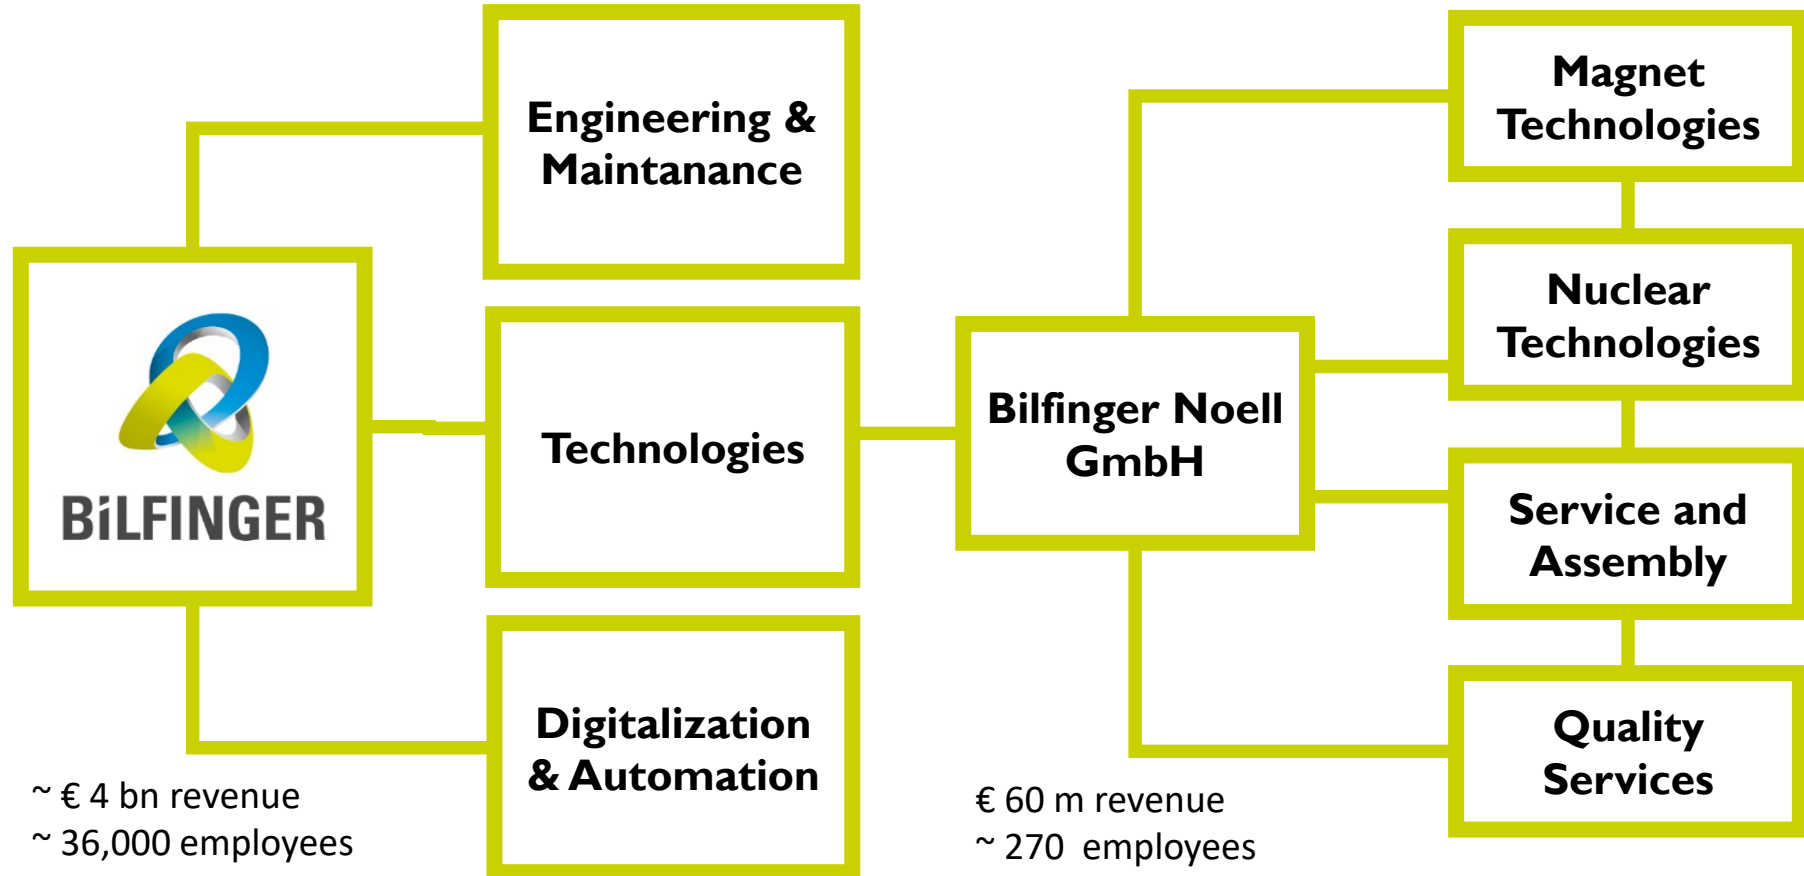 Engineering &
Maintanance
BiLFINGER
Technologies
Digitalization
& Automation
~ € 4 bn revenue
~ 36,000 employees
Bilfinger Noell
GmbH
€ 60 m revenue
~ 270 employees
Magnet
Technologies
Nuclear
Technologies
Service and
Assembly
Quality
Services